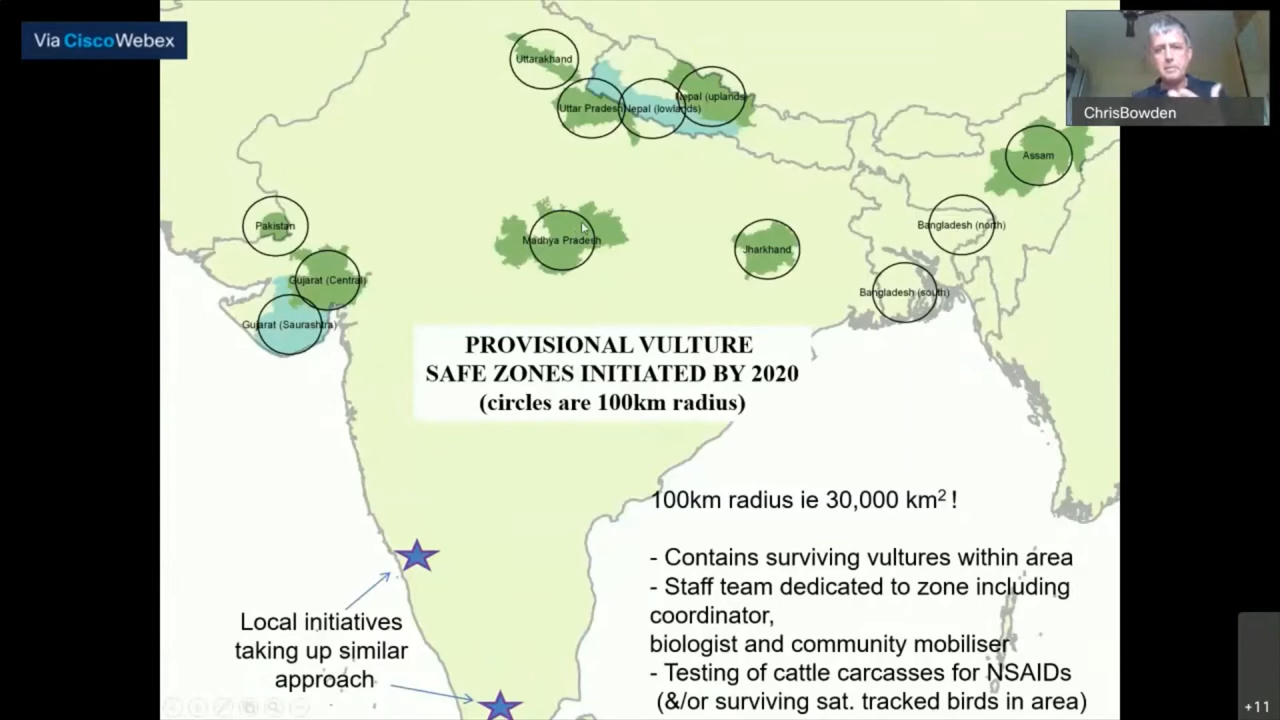 Via CiscoWebex
ChrisBowden
Uttarakhand
Uttar Pradesh
Nepal (lowlands)
Nepal (uplands)
Assam
Pakistan
Madhya Pradesh
Jharkhand
Bangladesh (north)
Gujarat (Central)
Bangladesh (south)
Gujarat (Saurashtra)
PROVISIONAL VULTURE
SAFE ZONES INITIATED BY 2020
(circles are 100km radius)
100km radius ie 30,000 km² !
- Contains surviving vultures within area
- Staff team dedicated to zone including
coordinator,
biologist and community mobiliser
- Testing of cattle carcasses for NSAIDs
(&/or surviving sat. tracked birds in area)
Local initiatives
taking up similar
approach
+11